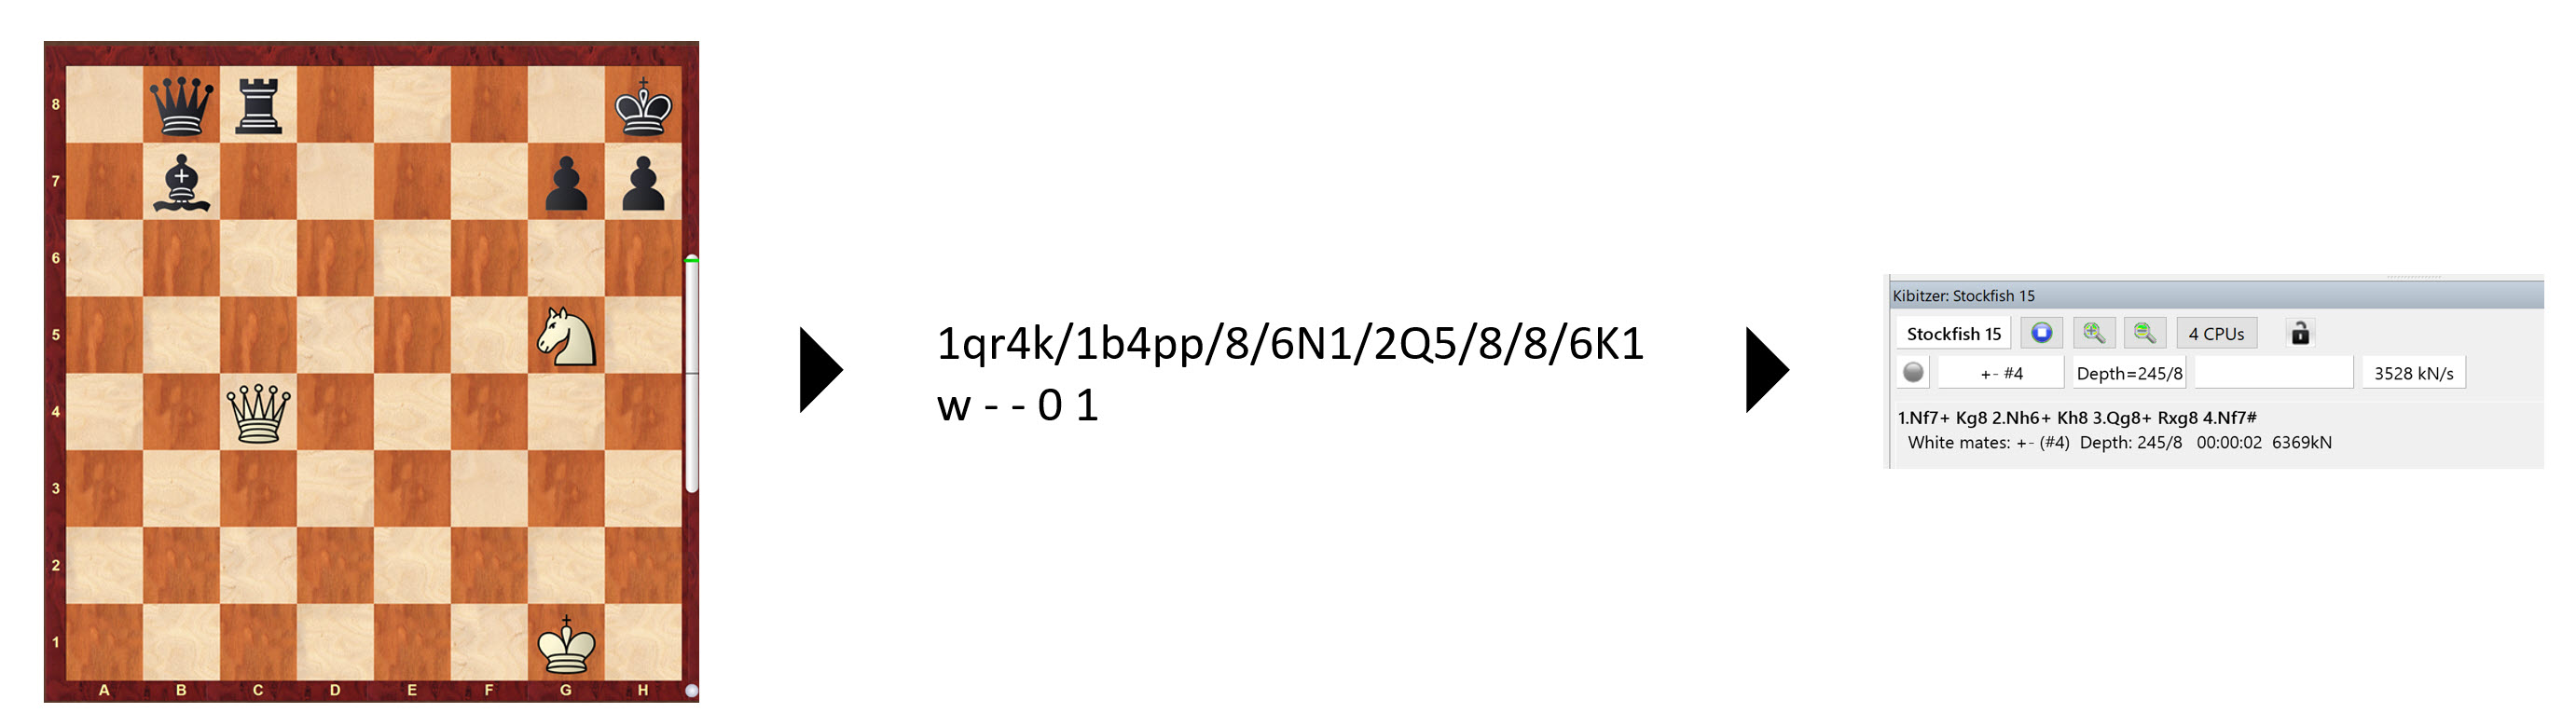 8
7
6
5
4
3
2
1
A B C D E F G H
1qr4k/1b4pp/8/6N1/2Q5/8/8/6K1
w - - 0 1
Kibitzer: Stockfish 15
Stockfish 15 4 CPUs
+- #4 Depth=245/8 3528 kN/s
1.Nf7+ Kg8 2.Nh6+ Kh8 3.Qg8+ Rxg8 4.Nf7#
White mates: +- (#4) Depth: 245/8 00:00:02 6369kN